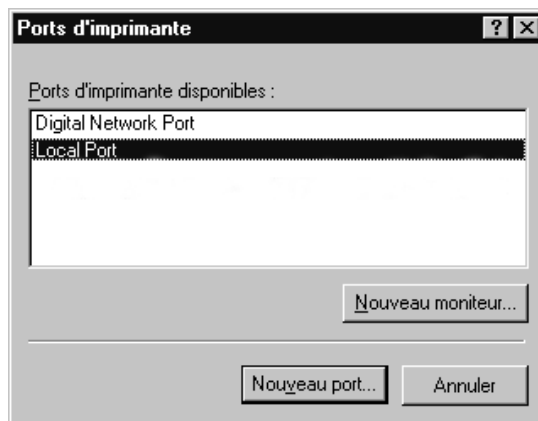 Ports d'imprimante
Ports d'imprimante disponibles :
Digital Network Port
Local Port
Nouveau moniteur...
Nouveau port...
Annuler